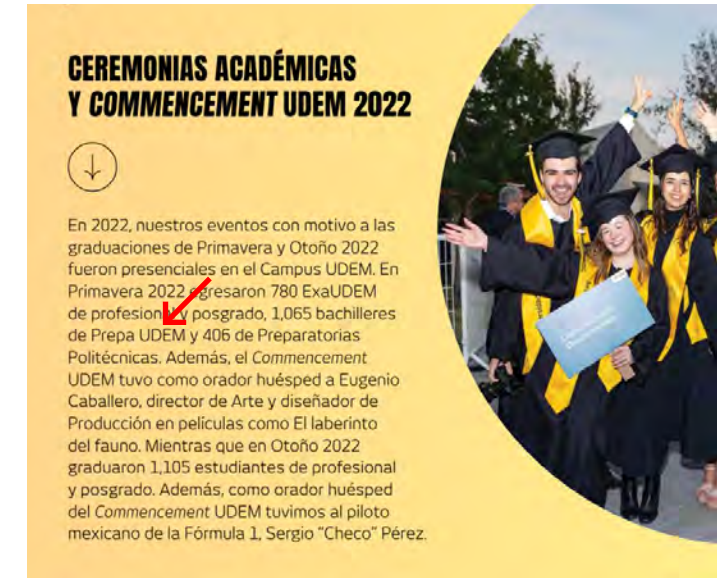 CEREMONIAS ACADÉMICAS
Y COMMENCEMENT UDEM 2022
En 2022, nuestros eventos con motivo a las
graduaciones de Primavera y Otoño 2022
fueron presenciales en el Campus UDEM. En
Primavera 2022 egresaron 780 ExaUDEM
de profesional y posgrado, 1,065 bachilleres
de Prepa UDEM y 406 de Preparatorias
Politécnicas. Además, el Commencement
UDEM tuvo como orador huésped a Eugenio
Caballero, director de Arte y diseñador de
Producción en películas como El laberinto
del fauno. Mientras que en Otoño 2022
graduaron 1,105 estudiantes de profesional
y posgrado. Además, como orador huésped
del Commencement UDEM tuvimos al piloto
mexicano de la Fórmula 1, Sergio "Checo" Pérez.